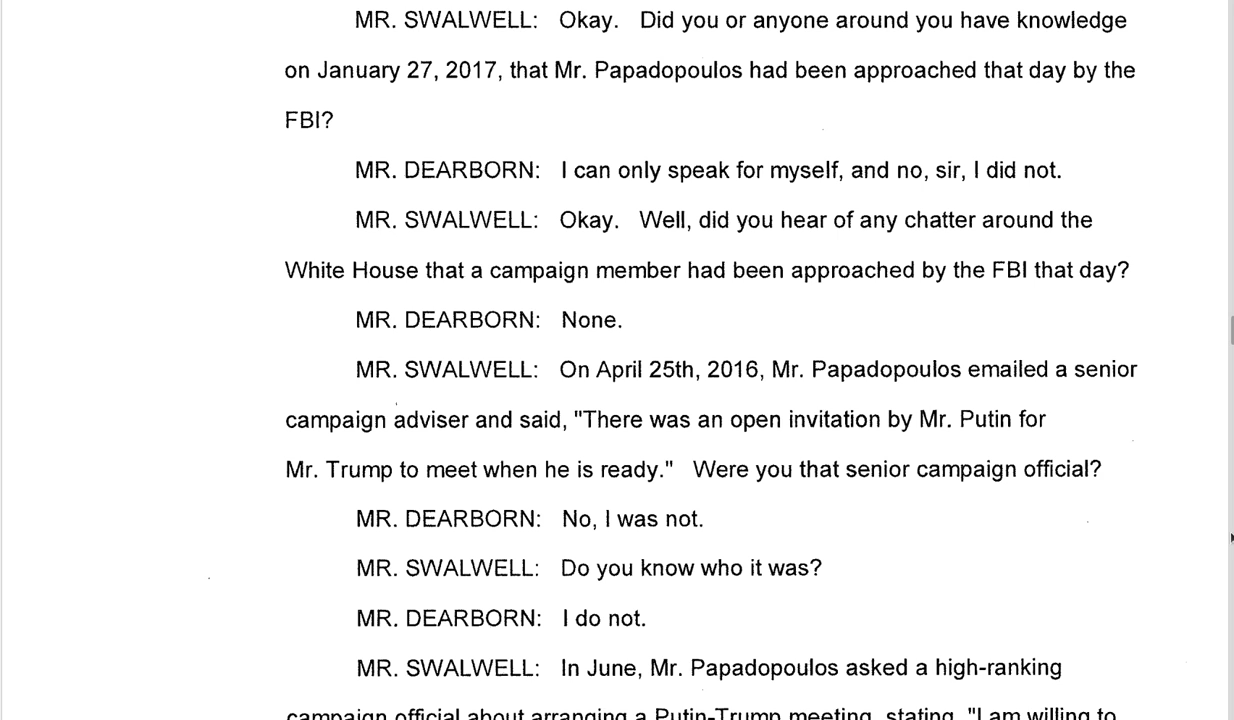 MR. SWALWELL: Okay. Did you or anyone around you have knowledge
on January 27, 2017, that Mr. Papadopoulos had been approached that day by the
FBI?
MR. DEARBORN: I can only speak for myself, and no, sir, I did not.
MR. SWALWELL: Okay. Well, did you hear of any chatter around the
White House that a campaign member had been approached by the FBI that day?
MR. DEARBORN: None.
MR. SWALWELL: On April 25th, 2016, Mr. Papadopoulos emailed a senior
campaign adviser and said, "There was an open invitation by Mr. Putin for
Mr. Trump to meet when he is ready." Were you that senior campaign official?
MR. DEARBORN: No, I was not.
MR. SWALWELL: Do you know who it was?
MR. DEARBORN: I do not.
MR. SWALWELL: In June, Mr. Papadopoulos asked a high-ranking
campaign official about arranging a Putin-Trump meeting, stating, "I am willing to